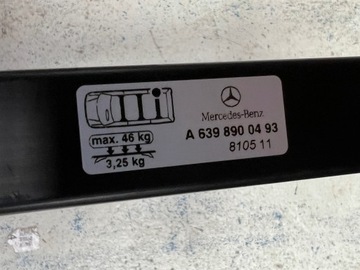 Mercedes-Benz
max. 46 kg
A 639 890 04 93
3,25 kg
8105 11